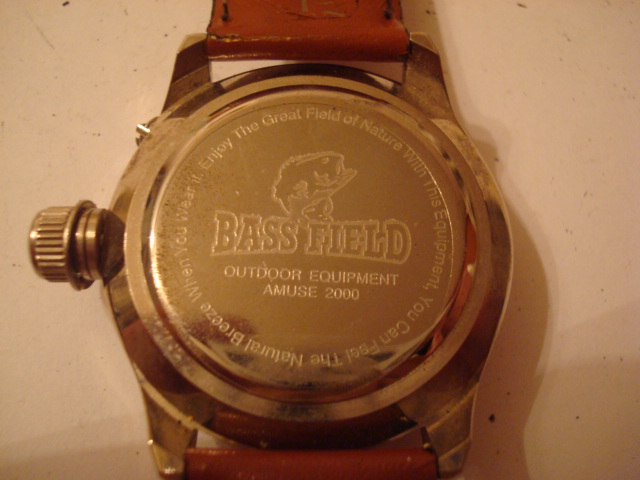 Enjoy The Great Field of Nature With This Equipment, You Can Feel The Natural Breeze When You Wear It.
BASS FIELD
OUTDOOR EQUIPMENT
AMUSE 2000